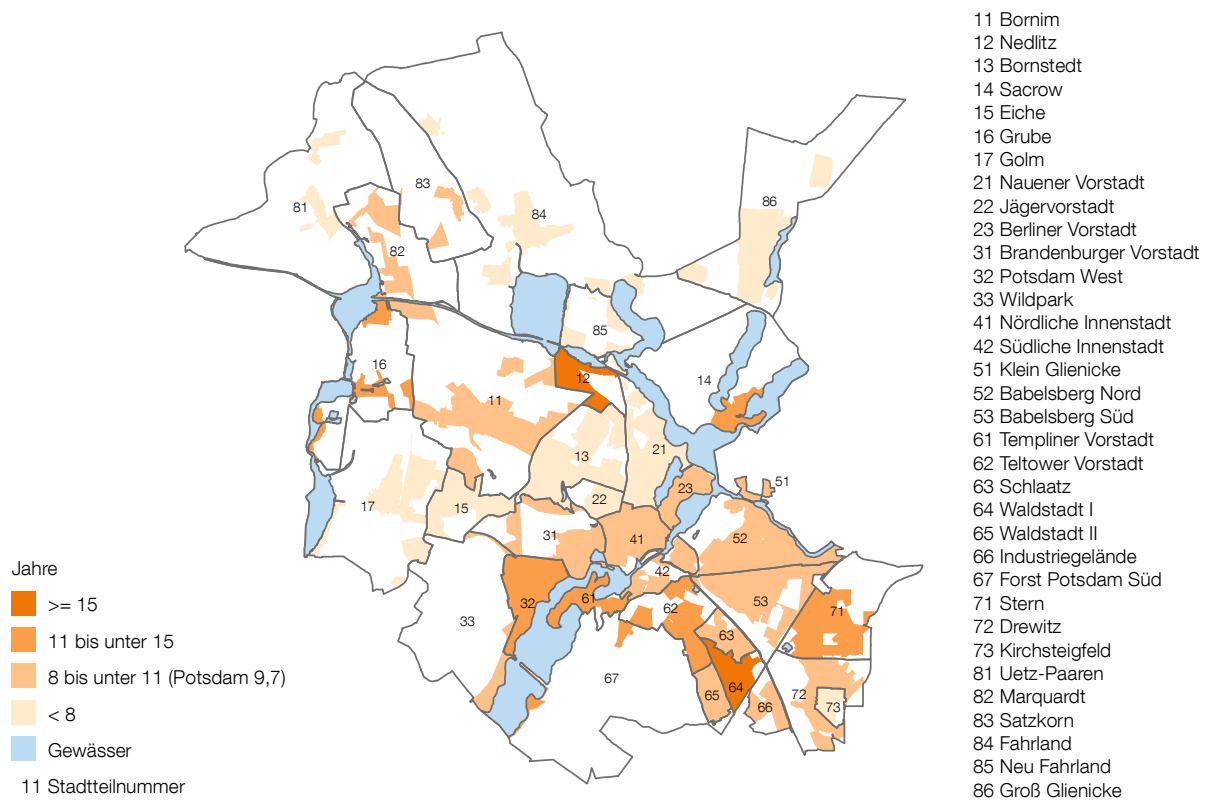 11 Bornim
12 Nedlitz
13 Bornstedt
14 Sacrow
15 Eiche
16 Grube
17 Golm
21 Nauener Vorstadt
22 Jägervorstadt
23 Berliner Vorstadt
31 Brandenburger Vorstadt
32 Potsdam West
33 Wildpark
41 Nördliche Innenstadt
42 Südliche Innenstadt
51 Klein Glienicke
52 Babelsberg Nord
53 Babelsberg Süd
61 Templiner Vorstadt
62 Teltower Vorstadt
63 Schlaatz
64 Waldstadt I
65 Waldstadt II
66 Industriegelände
67 Forst Potsdam Süd
71 Stern
72 Drewitz
73 Kirchsteigfeld
81 Uetz-Paaren
82 Marquardt
83 Satzkorn
84 Fahrland
85 Neu Fahrland
86 Groß Glienicke
83
81
84
86
82
85
16
12
14
11
13
21
17
15
22
23
51
31
41
52
42
32
61
62
53
71
33
63
67
65
64
66
72
73
Jahre
>= 15
11 bis unter 15
8 bis unter 11 (Potsdam 9,7)
< 8
Gewässer
11 Stadtteilnummer